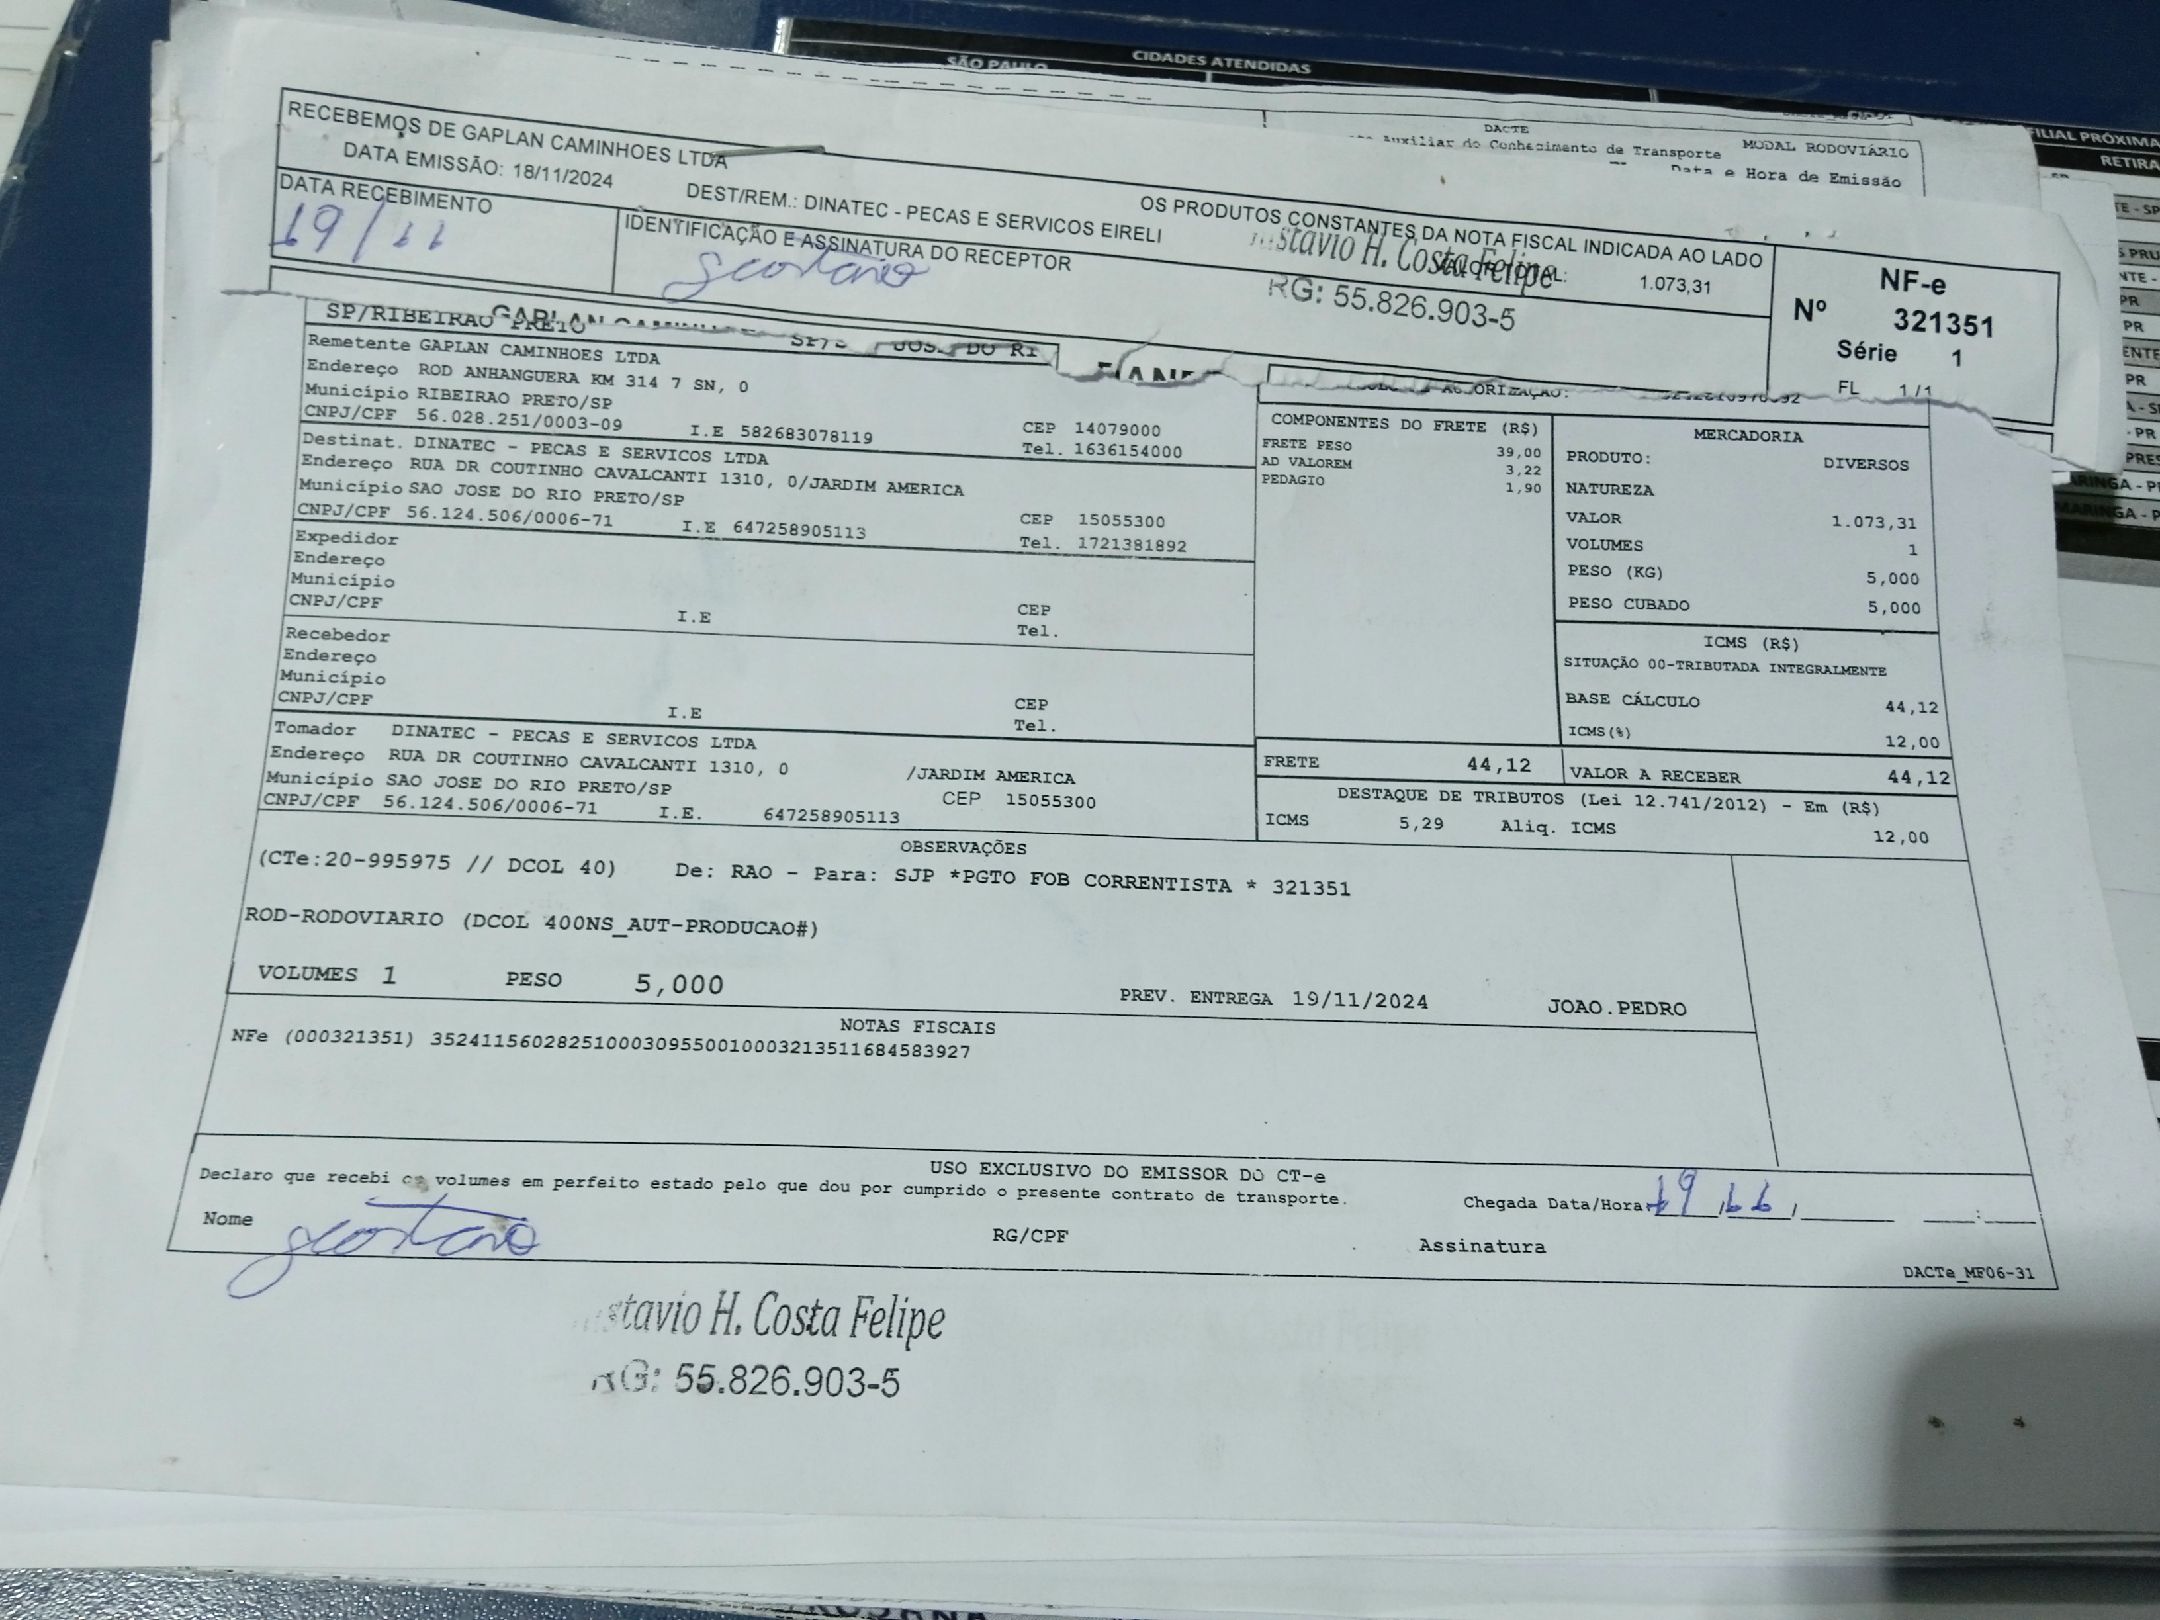 SÃO PAULO
CIDADES ATENDIDAS
FILIAL PRÓXIMA
RETIRA
DACTE
Auxiliar do Conhecimento de Transporte
MODAL RODOVIÁRIO
Data e Hora de Emissão
RECEBEMOS DE GAPLAN CAMINHOES LTDA
OS PRODUTOS CONSTANTES DA NOTA FISCAL INDICADA AO LADO
DATA EMISSÃO: 18/11/2024
DEST/REM.: DINATEC - PECAS E SERVICOS EIRELI
1.073,31
DATA RECEBIMENTO
19/11
IDENTIFICAÇÃO E ASSINATURA DO RECEPTOR
Gustavo
stavio H. Costa Felipe
RG: 55.826.903-5
NF-e
Nº 321351
Série 1
FL 1/1
SP/RIBEIRAO PRETO
Remetente GAPLAN CAMINHOES LTDA
Endereço ROD ANHANGUERA KM 314 7 SN, 0
Município RIBEIRAO PRETO/SP
CEP 14079000
CNPJ/CPF 56.028.251/0003-09 I.E 582683078119
Tel. 1636154000
Destinat. DINATEC - PECAS E SERVICOS LTDA
Endereço RUA DR COUTINHO CAVALCANTI 1310, 0/JARDIM AMERICA
Município SAO JOSE DO RIO PRETO/SP
CEP 15055300
CNPJ/CPF 56.124.506/0006-71 I.E 647258905113
Tel. 1721381892
Expedidor
Endereço
Município
CEP
CNPJ/CPF I.E
Tel.
Recebedor
Endereço
Município
CEP
CNPJ/CPF I.E
Tel.
Tomador DINATEC - PECAS E SERVICOS LTDA
Endereço RUA DR COUTINHO CAVALCANTI 1310, 0 /JARDIM AMERICA
Município SAO JOSE DO RIO PRETO/SP
CEP 15055300
CNPJ/CPF 56.124.506/0006-71 I.E. 647258905113
COMPONENTES DO FRETE (R$)
FRETE PESO 39,00
AD VALOREM 3,22
PEDAGIO 1,90
MERCADORIA
PRODUTO: DIVERSOS
NATUREZA
VALOR 1.073,31
VOLUMES 1
PESO (KG) 5,000
PESO CUBADO 5,000
ICMS (R$)
SITUAÇÃO 00-TRIBUTADA INTEGRALMENTE
BASE CÁLCULO 44,12
ICMS(%) 12,00
FRETE 44,12
VALOR A RECEBER 44,12
DESTAQUE DE TRIBUTOS (Lei 12.741/2012) - Em (R$)
ICMS 5,29 Aliq. ICMS 12,00
OBSERVAÇÕES
(CTe:20-995975 // DCOL 40) De: RAO - Para: SJP *PGTO FOB CORRENTISTA * 321351
ROD-RODOVIARIO (DCOL 400NS_AUT-PRODUCAO#)
VOLUMES 1 PESO 5,000 PREV. ENTREGA 19/11/2024 JOAO.PEDRO
NOTAS FISCAIS
NFe (000321351) 35241156028251000309550010003213511684583927
USO EXCLUSIVO DO EMISSOR DO CT-e
Declaro que recebi os volumes em perfeito estado pelo que dou por cumprido o presente contrato de transporte.
Chegada Data/Hora: 19 11
Nome Gustavo
RG/CPF
Assinatura
DACTe_MF06-31
stavio H. Costa Felipe
RG: 55.826.903-5